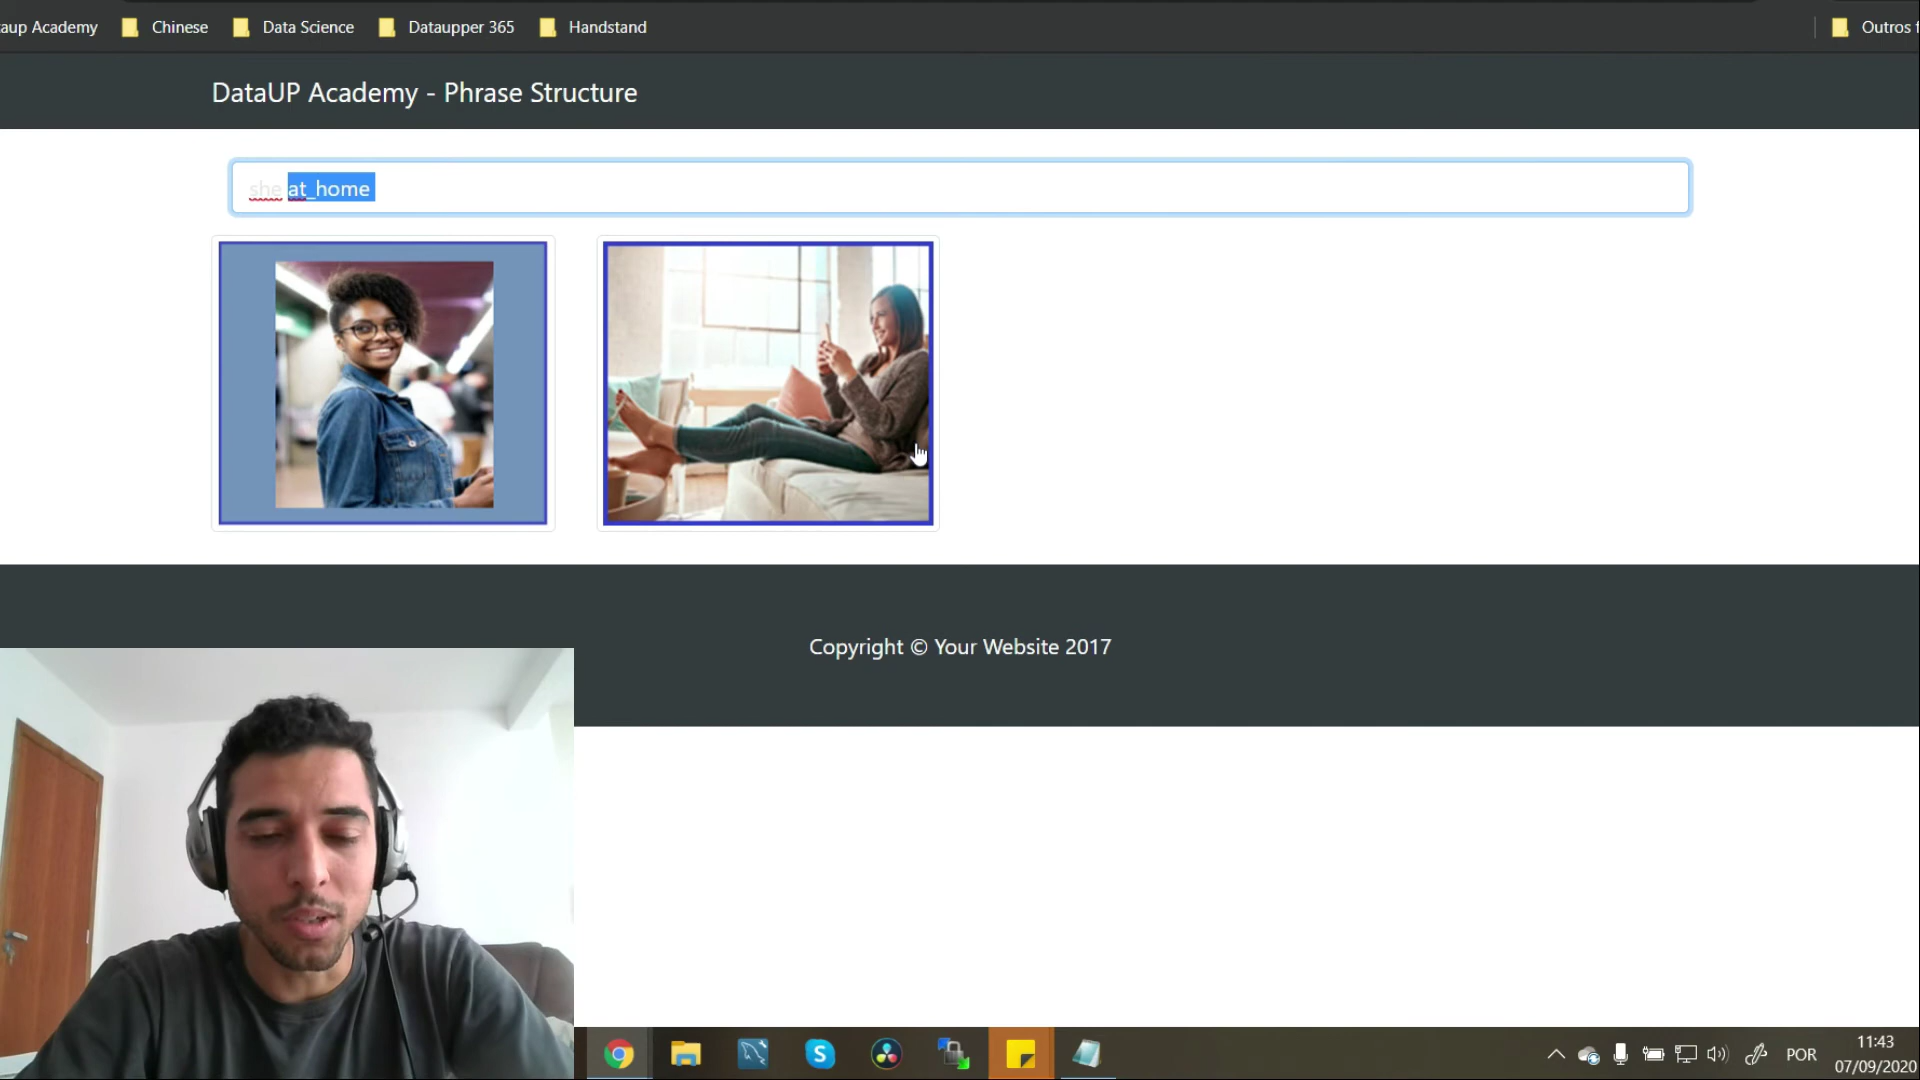 aup Academy
Chinese
Data Science
Dataupper 365
Handstand
Outros f
DataUP Academy - Phrase Structure
she at_home
Copyright © Your Website 2017
POR
11:43
07/09/2020